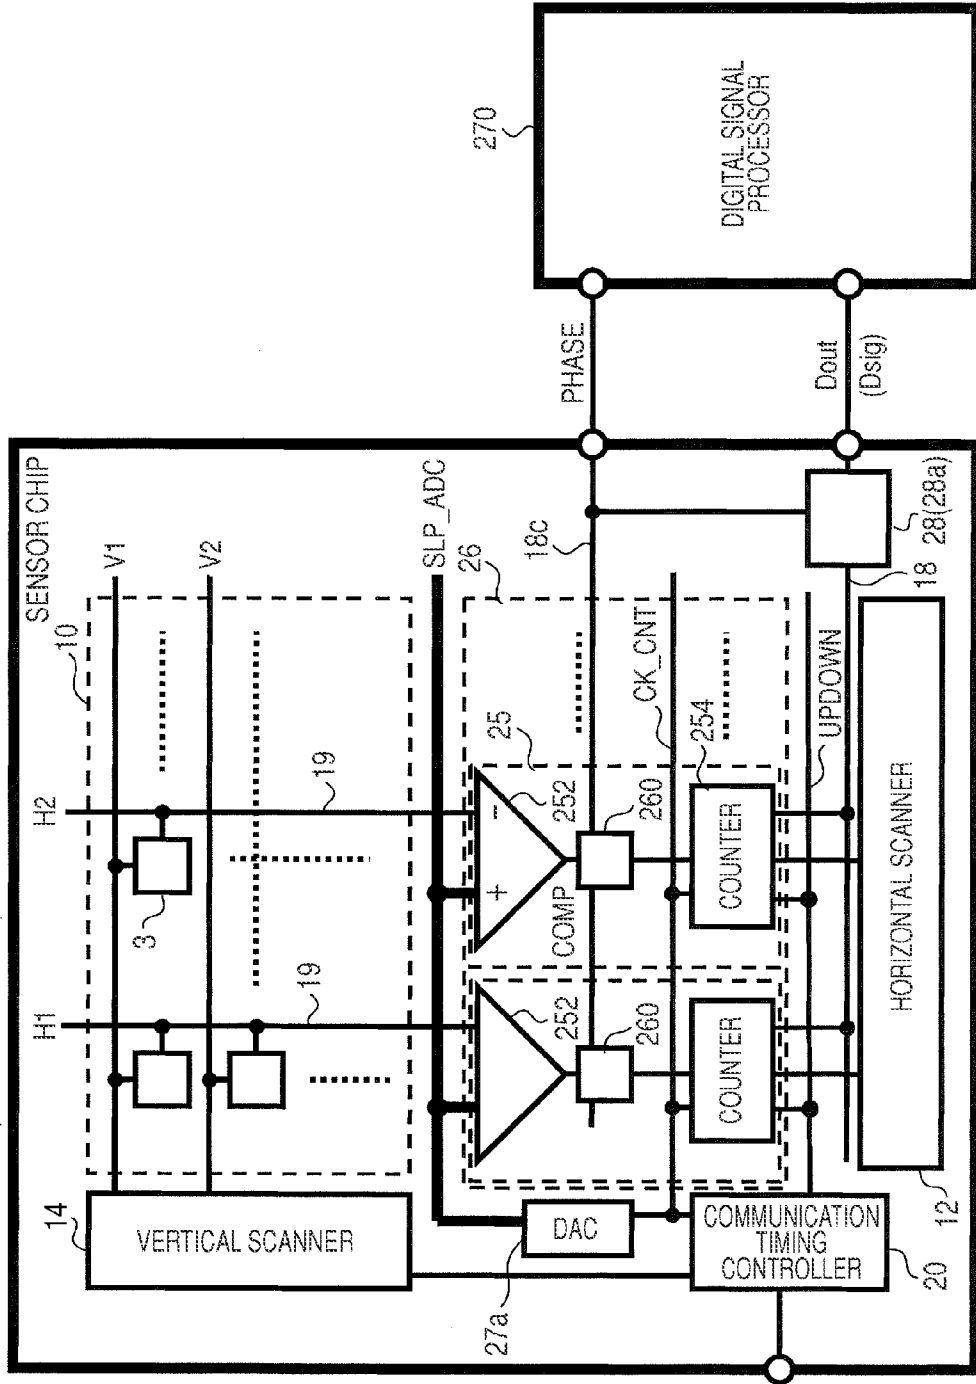 SENSOR CHIP
10
V1
V2
H1
H2
19
19
3
14
VERTICAL SCANNER
SLP_ADC
26
25
+
-
252
252
COMP
260
260
18c
CK_CNT
254
COUNTER
COUNTER
UPDOWN
18
28(28a)
27a
DAC
COMMUNICATION
TIMING
CONTROLLER
20
HORIZONTAL SCANNER
12
PHASE
Dout
(Dsig)
270
DIGITAL SIGNAL
PROCESSOR